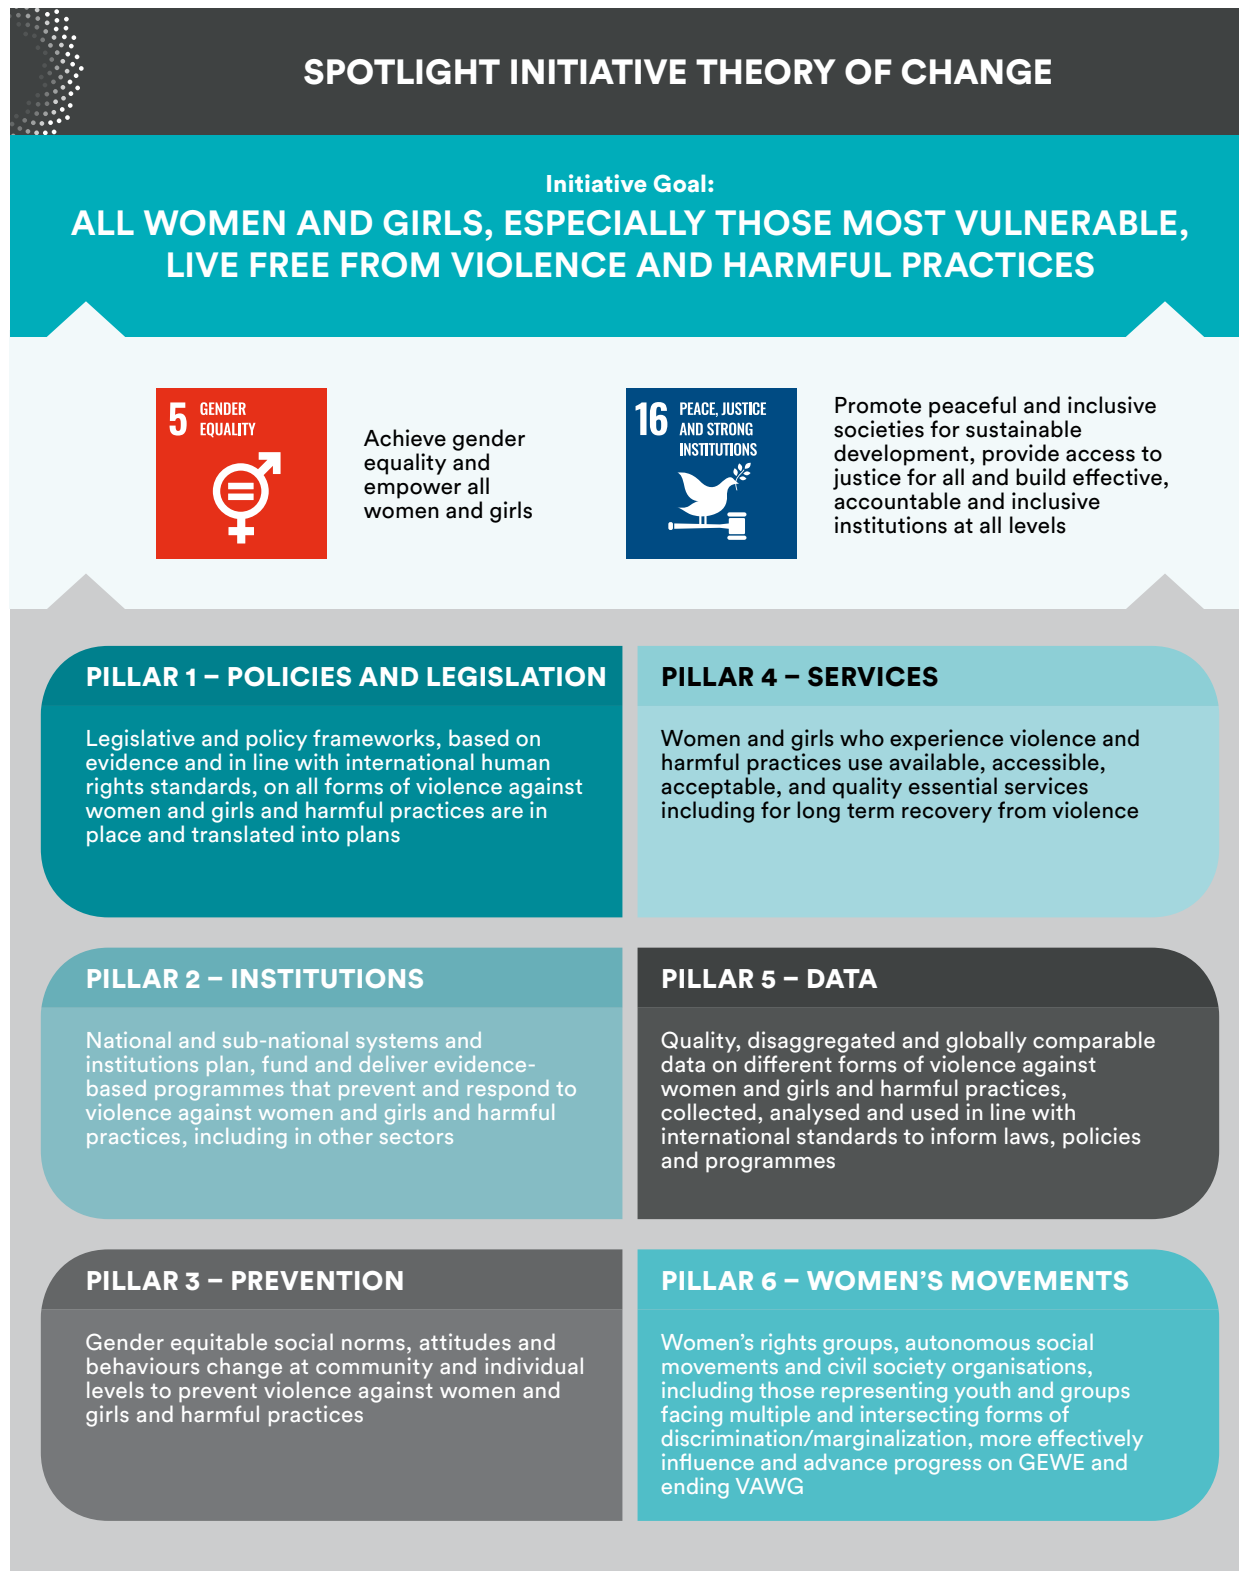 SPOTLIGHT INITIATIVE THEORY OF CHANGE
Initiative Goal:
ALL WOMEN AND GIRLS, ESPECIALLY THOSE MOST VULNERABLE,
LIVE FREE FROM VIOLENCE AND HARMFUL PRACTICES
5 GENDER
EQUALITY
Achieve gender
equality and
empower all
women and girls
16 PEACE, JUSTICE
AND STRONG
INSTITUTIONS
Promote peaceful and inclusive
societies for sustainable
development, provide access to
justice for all and build effective,
accountable and inclusive
institutions at all levels
PILLAR 1 – POLICIES AND LEGISLATION
Legislative and policy frameworks, based on
evidence and in line with international human
rights standards, on all forms of violence against
women and girls and harmful practices are in
place and translated into plans
PILLAR 2 – INSTITUTIONS
National and sub-national systems and
institutions plan, fund and deliver evidence-
based programmes that prevent and respond to
violence against women and girls and harmful
practices, including in other sectors
PILLAR 3 – PREVENTION
Gender equitable social norms, attitudes and
behaviours change at community and individual
levels to prevent violence against women and
girls and harmful practices
PILLAR 4 – SERVICES
Women and girls who experience violence and
harmful practices use available, accessible,
acceptable, and quality essential services
including for long term recovery from violence
PILLAR 5 – DATA
Quality, disaggregated and globally comparable
data on different forms of violence against
women and girls and harmful practices,
collected, analysed and used in line with
international standards to inform laws, policies
and programmes
PILLAR 6 – WOMEN’S MOVEMENTS
Women’s rights groups, autonomous social
movements and civil society organisations,
including those representing youth and groups
facing multiple and intersecting forms of
discrimination/marginalization, more effectively
influence and advance progress on GEWE and
ending VAWG